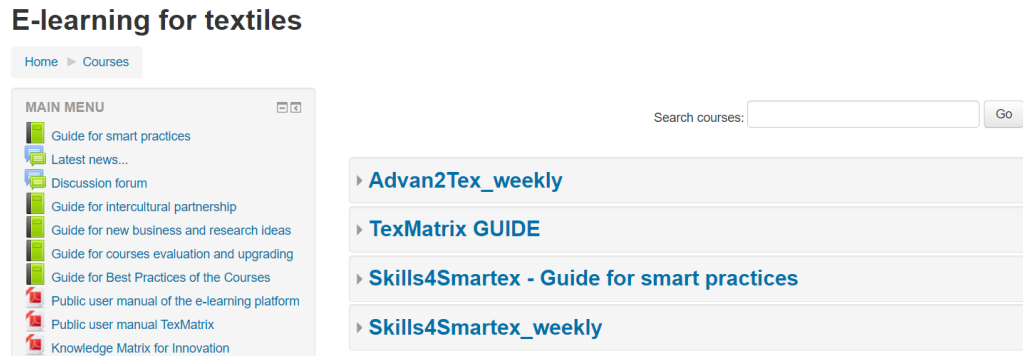 E-learning for textiles
Home Courses
MAIN MENU
Guide for smart practices
Latest news...
Discussion forum
Guide for intercultural partnership
Guide for new business and research ideas
Guide for courses evaluation and upgrading
Guide for Best Practices of the Courses
Public user manual of the e-learning platform
Public user manual TexMatrix
Knowledge Matrix for Innovation
Search courses: Go
Advan2Tex_weekly
TexMatrix GUIDE
Skills4Smartex - Guide for smart practices
Skills4Smartex_weekly